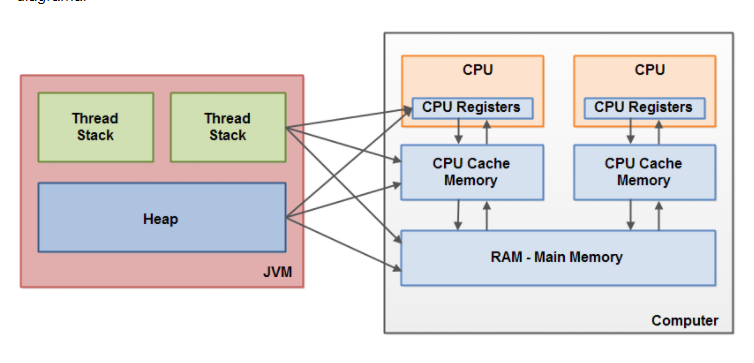 diagrama:
Thread
Stack
Thread
Stack
Heap
JVM
CPU
CPU Registers
CPU Cache
Memory
CPU
CPU Registers
CPU Cache
Memory
RAM - Main Memory
Computer